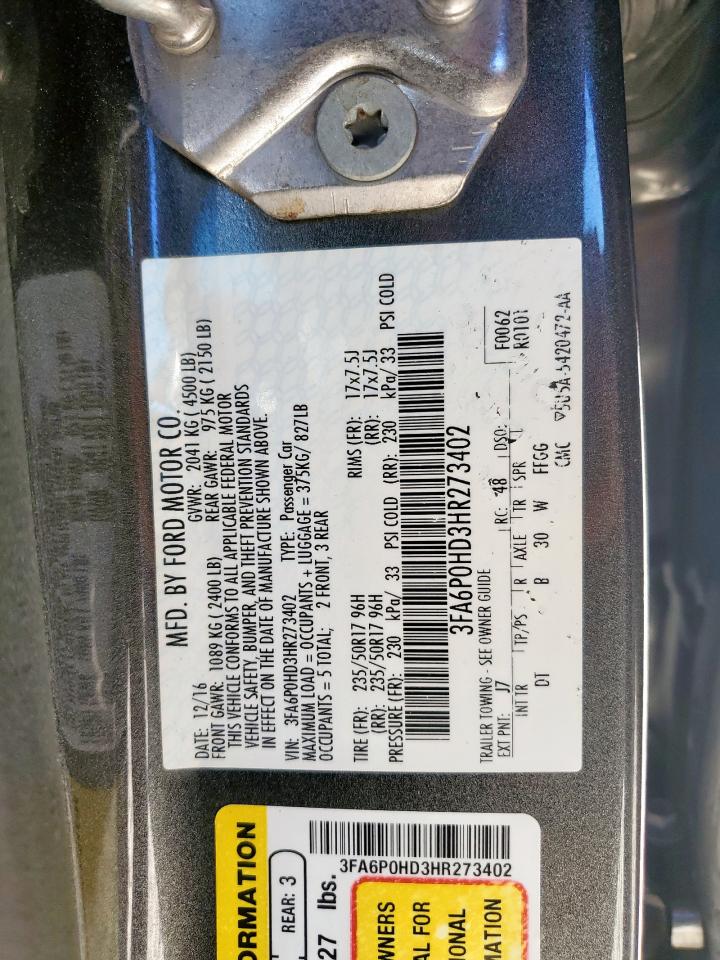 MFD. BY FORD MOTOR CO.
DATE: 12/16 GVWR: 2041 KG ( 4500 LB)
FRONT GAWR: 1089 KG ( 2400 LB) REAR GAWR: 975 KG ( 2150 LB)
THIS VEHICLE CONFORMS TO ALL APPLICABLE FEDERAL MOTOR
VEHICLE SAFETY, BUMPER, AND THEFT PREVENTION STANDARDS
IN EFFECT ON THE DATE OF MANUFACTURE SHOWN ABOVE.
VIN: 3FA6P0HD3HR273402 TYPE: Passenger Car
MAXIMUM LOAD = OCCUPANTS + LUGGAGE = 375KG/ 827LB
OCCUPANTS = 5 TOTAL; 2 FRONT, 3 REAR
TIRE (FR): 235/50R17 96H RIMS (FR): 17x7.5J
(RR): 235/50R17 96H (RR): 17x7.5J
PRESSURE (FR): 230 kPa/ 33 PSI COLD (RR): 230 kPa/ 33 PSI COLD
3FA6P0HD3HR273402
TRAILER TOWING - SEE OWNER GUIDE F0062
EXT PNT: J7 RC: 48 DSO: R0101
INT TR TP/PS R AXLE TR SPR
DT B 30 W FFGG
CMC
3FA6P0HD3HR273402
ORMATION
REAR: 3
27 lbs.
WNERS
AL FOR
IONAL
MATION